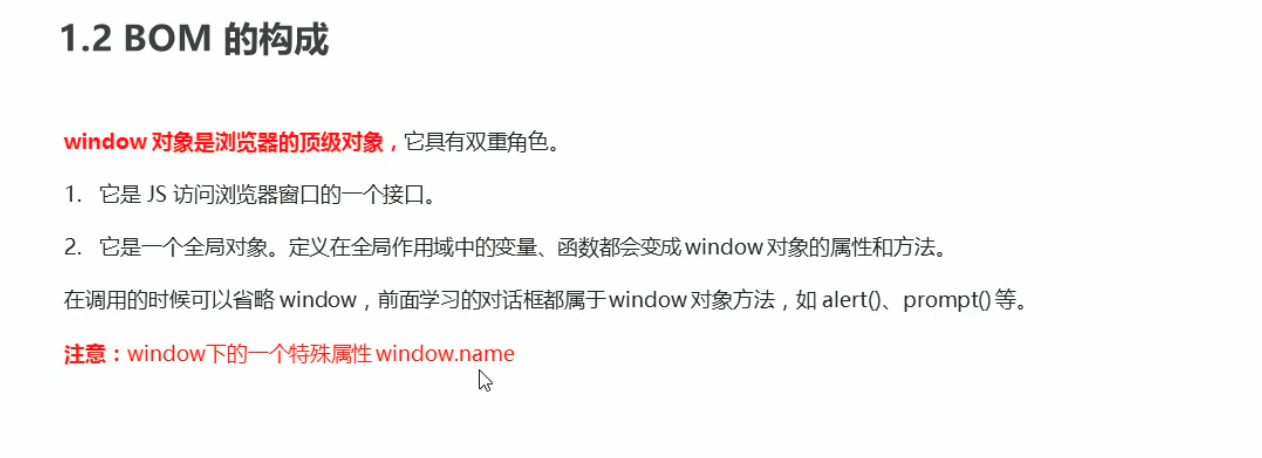 1.2 BOM 的构成
window 对象是浏览器的顶级对象，它具有双重角色。
1. 它是 JS 访问浏览器窗口的一个接口。
2. 它是一个全局对象。定义在全局作用域中的变量、函数都会变成 window 对象的属性和方法。
在调用的时候可以省略 window，前面学习的对话框都属于 window 对象方法，如 alert()、prompt() 等。
注意：window下的一个特殊属性 window.name